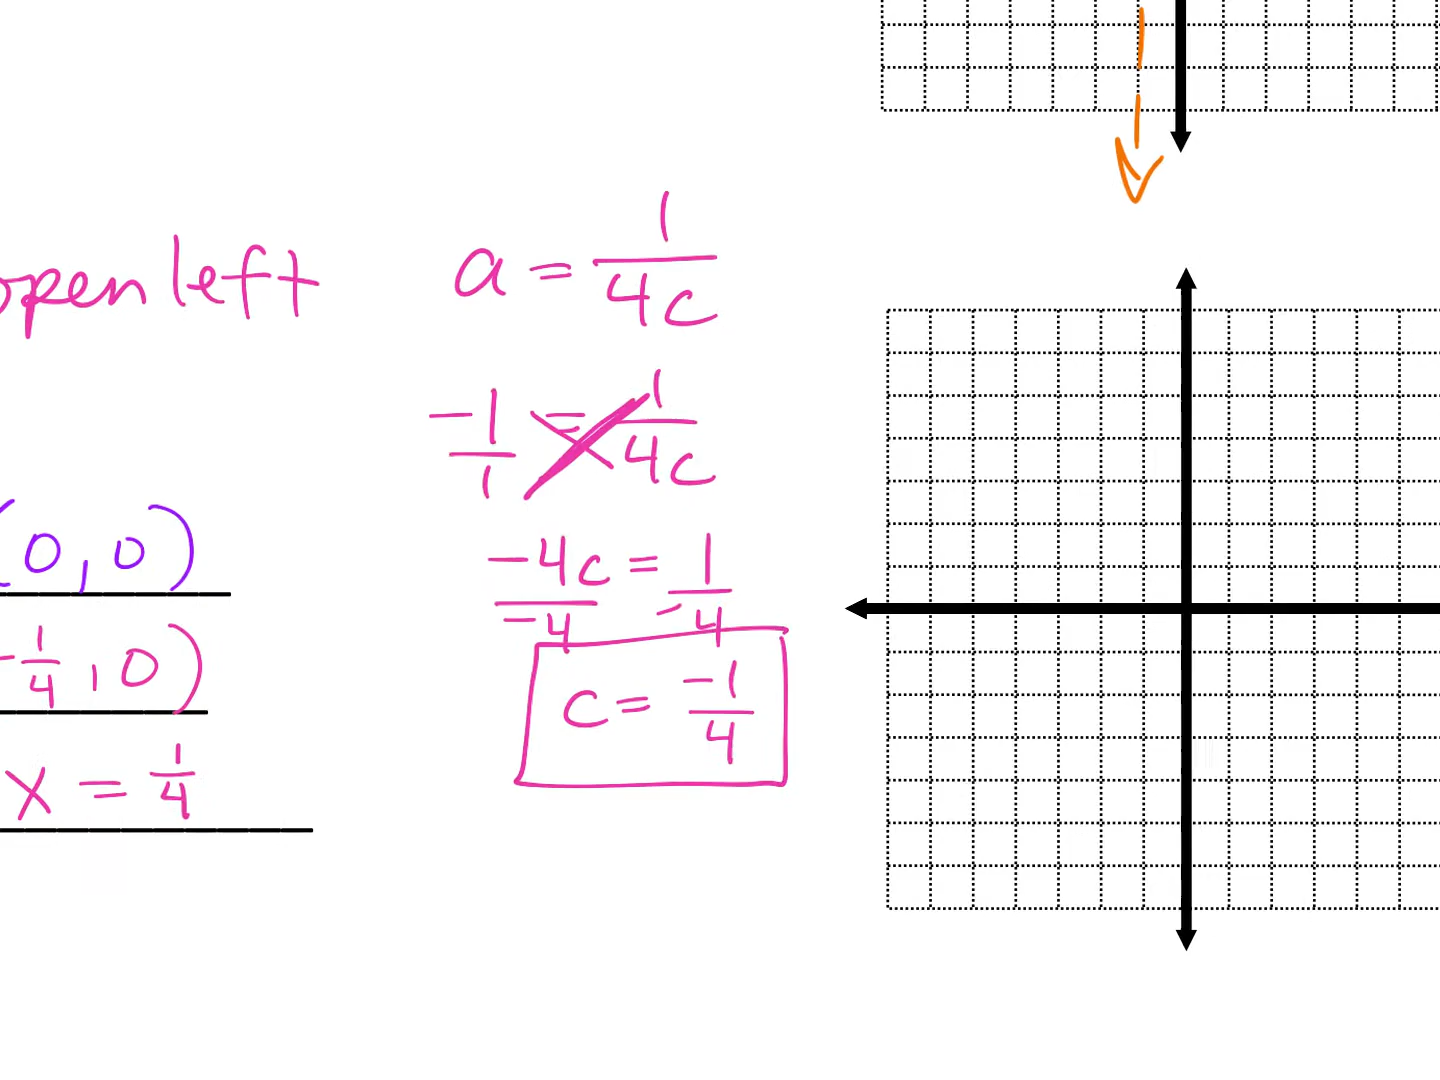 open left
(0, 0)
-1/4, 0)
x = 1/4
a = 1/4c
-1/1 = 1/4c
-4c/-4 = 1/-4
c = -1/4